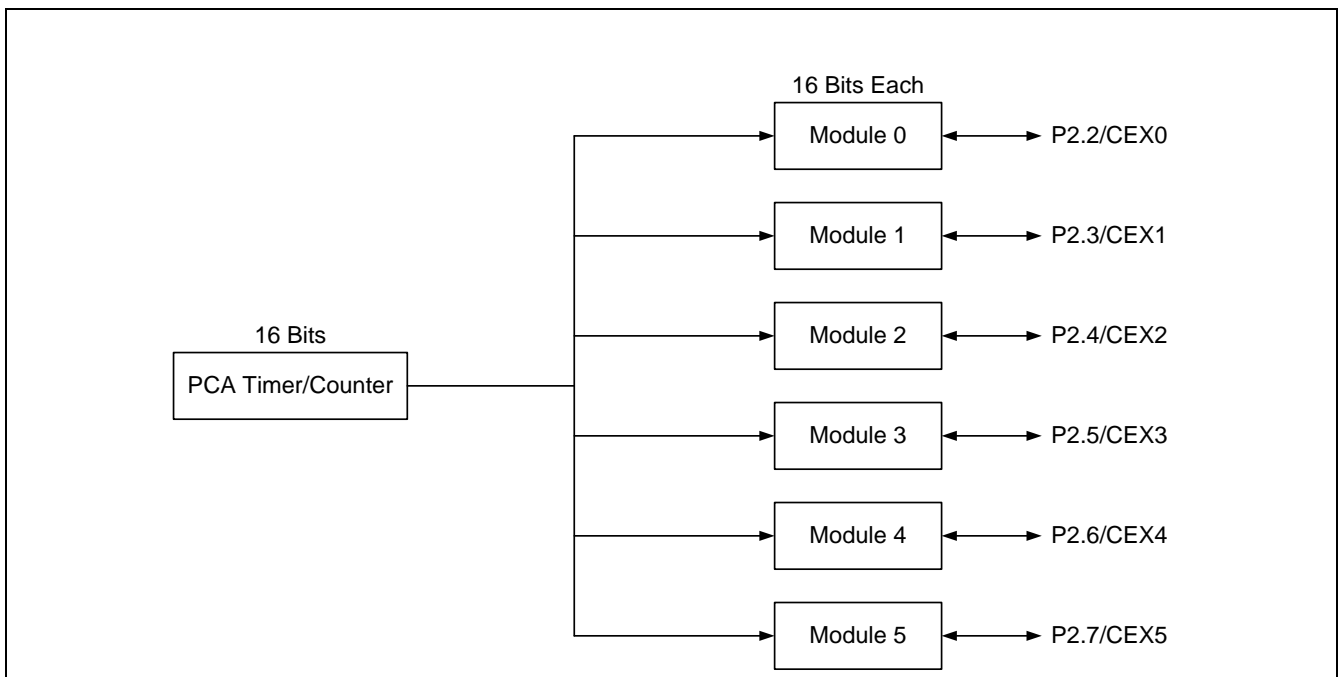 16 Bits Each
Module 0
P2.2/CEX0
Module 1
P2.3/CEX1
Module 2
P2.4/CEX2
16 Bits
PCA Timer/Counter
Module 3
P2.5/CEX3
Module 4
P2.6/CEX4
Module 5
P2.7/CEX5